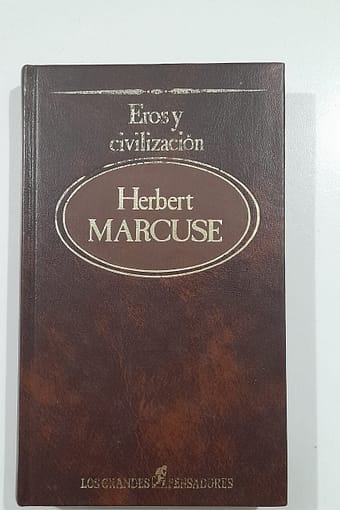 Eros y
civilización
Herbert
MARCUSE
LOS GRANDES PENSADORES